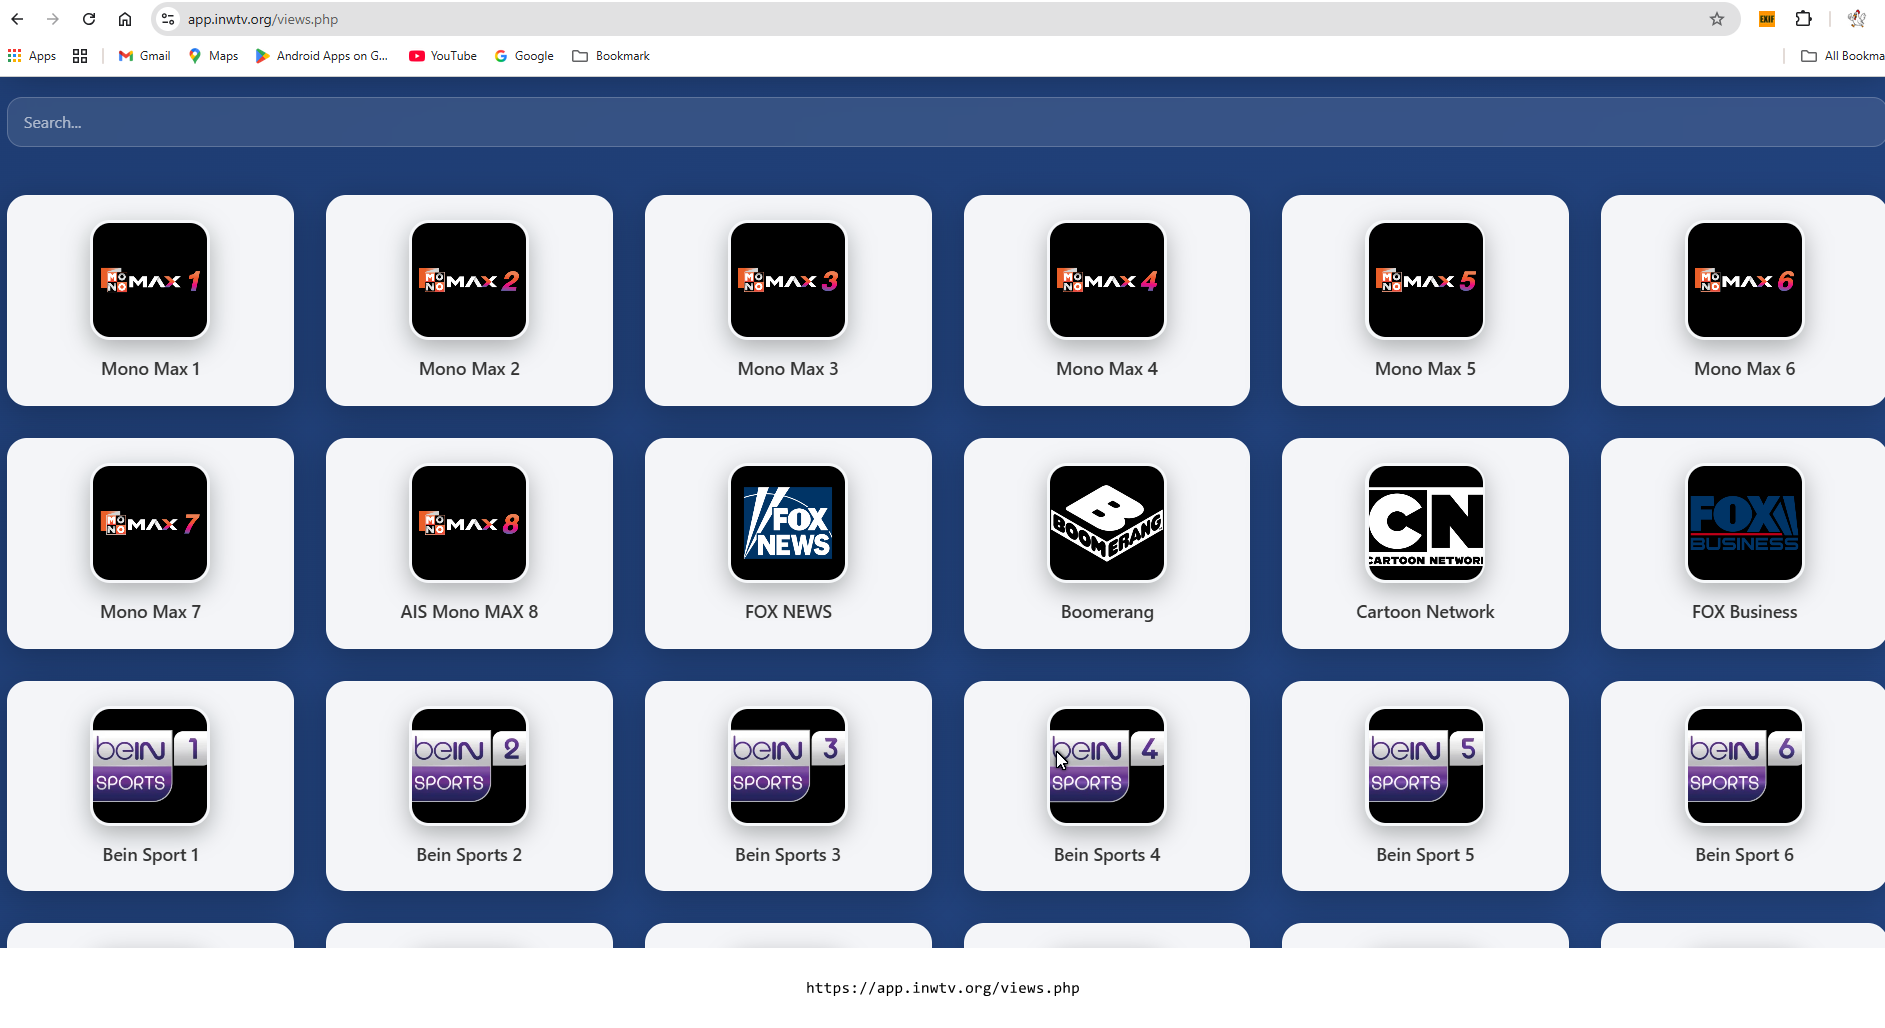 app.inwtv.org/views.php
EXIF
Apps
Gmail
Maps
Android Apps on G...
YouTube
Google
Bookmark
All Bookma
Search...
MONO MAX 1
MONO MAX 2
MONO MAX 3
MONO MAX 4
MONO MAX 5
MONO MAX 6
Mono Max 1
Mono Max 2
Mono Max 3
Mono Max 4
Mono Max 5
Mono Max 6
MONO MAX 7
MONO MAX 8
FOX NEWS
B BOOMERANG
CN CARTOON NETWORK
FOX BUSINESS
Mono Max 7
AIS Mono MAX 8
FOX NEWS
Boomerang
Cartoon Network
FOX Business
beIN SPORTS 1
beIN SPORTS 2
beIN SPORTS 3
beIN SPORTS 4
beIN SPORTS 5
beIN SPORTS 6
Bein Sport 1
Bein Sports 2
Bein Sports 3
Bein Sports 4
Bein Sport 5
Bein Sport 6
https://app.inwtv.org/views.php